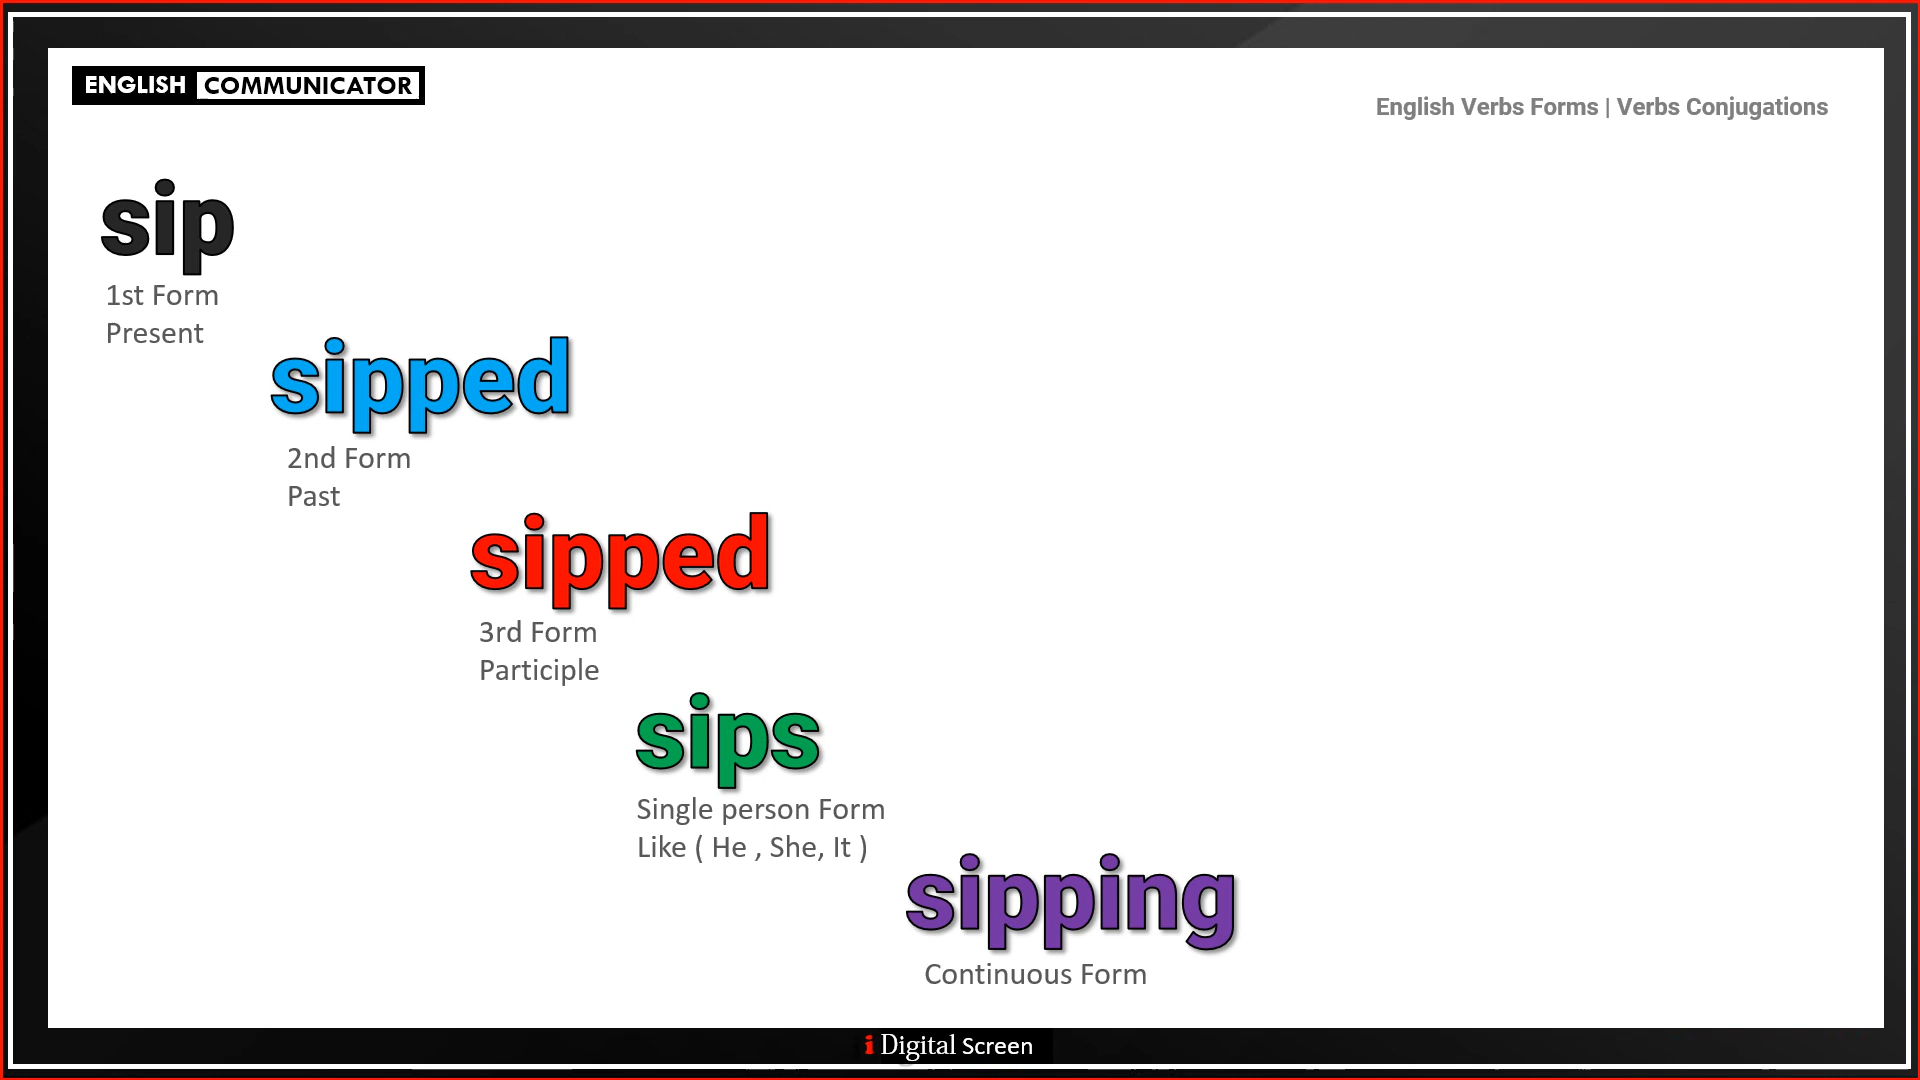 ENGLISH COMMUNICATOR
English Verbs Forms | Verbs Conjugations
sip
1st Form
Present
sipped
2nd Form
Past
sipped
3rd Form
Participle
sips
Single person Form
Like ( He , She, It )
sipping
Continuous Form
i Digital Screen